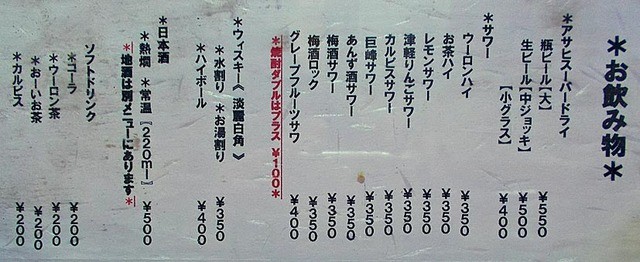 ＊お飲み物＊
＊アサヒスーパードライ
瓶ビール【大】 ￥550
生ビール【中ジョッキ】 ￥500
【小グラス】 ￥400
＊サワー
ウーロンハイ ￥350
お茶ハイ ￥350
レモンサワー ￥350
津軽りんごサワー ￥350
カルピスサワー ￥350
巨峰サワー ￥350
あんず酒サワー ￥350
梅酒サワー ￥350
梅酒ロック ￥350
グレープフルーツサワ ￥400
＊焼酎ダブルはプラス ￥100＊
＊ウィスキー《 淡麗白角 》
＊水割り ＊お湯割り ￥350
＊ハイボール ￥400
＊日本酒
＊熱燗 ＊常温【220ml】 ￥500
＊地酒は別メニューにあります＊
ソフトドリンク
＊コーラ ￥200
＊ウーロン茶 ￥200
＊おーいお茶 ￥200
＊カルピス ￥200